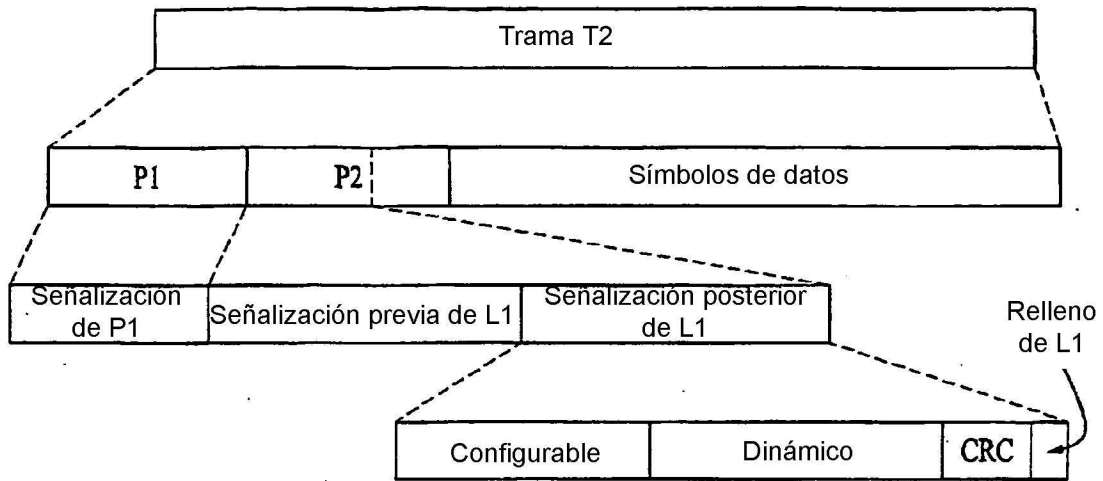 Trama T2
P1
P2
Símbolos de datos
Señalización
de P1
Señalización previa de L1
Señalización posterior
de L1
Relleno
de L1
Configurable
Dinámico
CRC